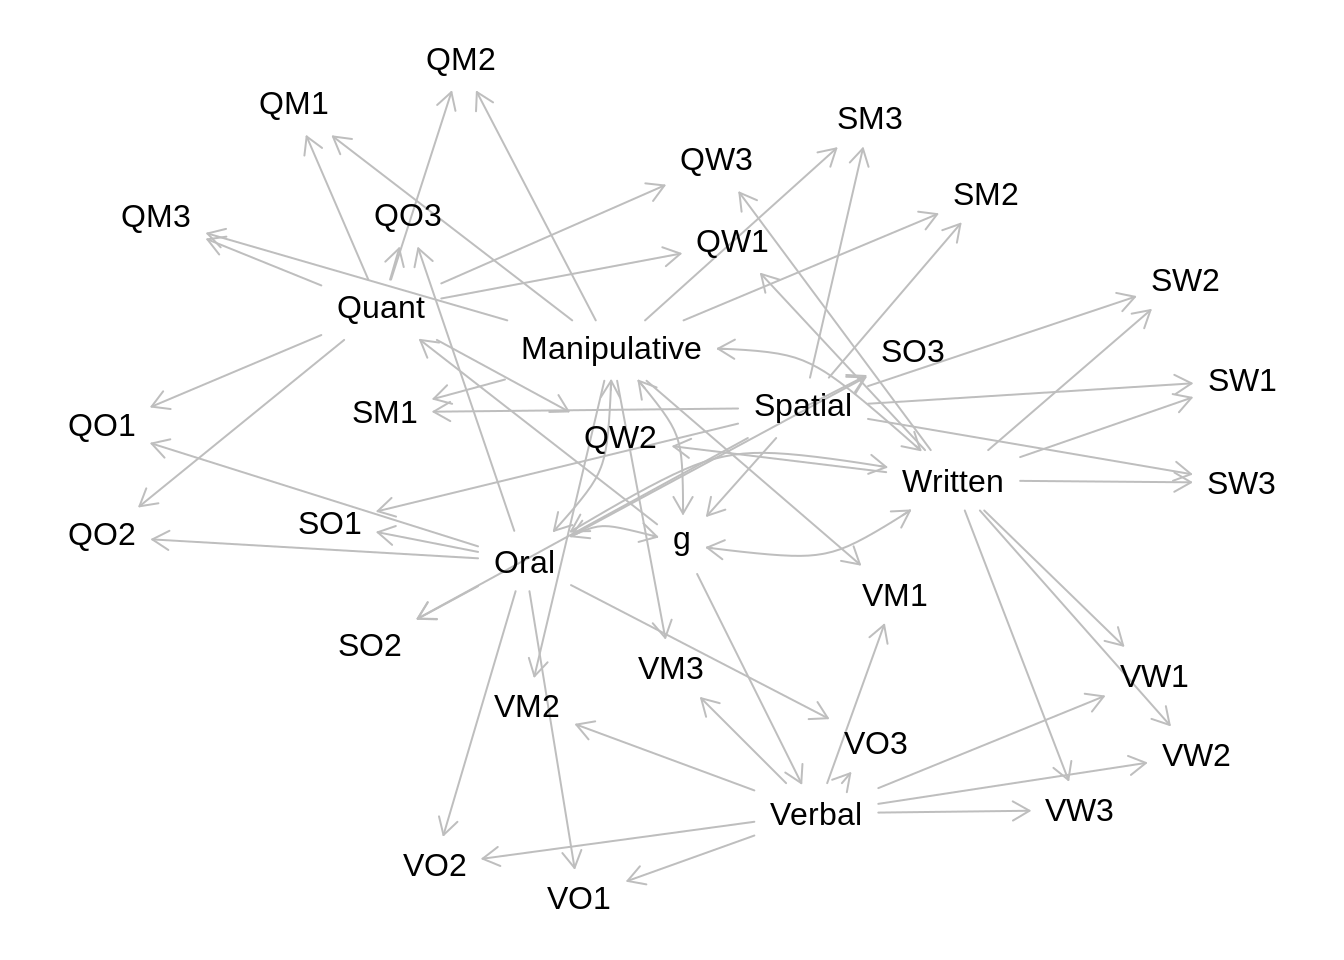 QM2
QM1
SM3
QW3
SM2
QM3
QO3
QW1
SW2
Quant
Manipulative
SO3
SW1
Spatial
SM1
QO1
QW2
Written
SW3
SO1
QO2
g
Oral
VM1
SO2
VM3
VW1
VM2
VO3
VW2
VW3
Verbal
VO2
VO1